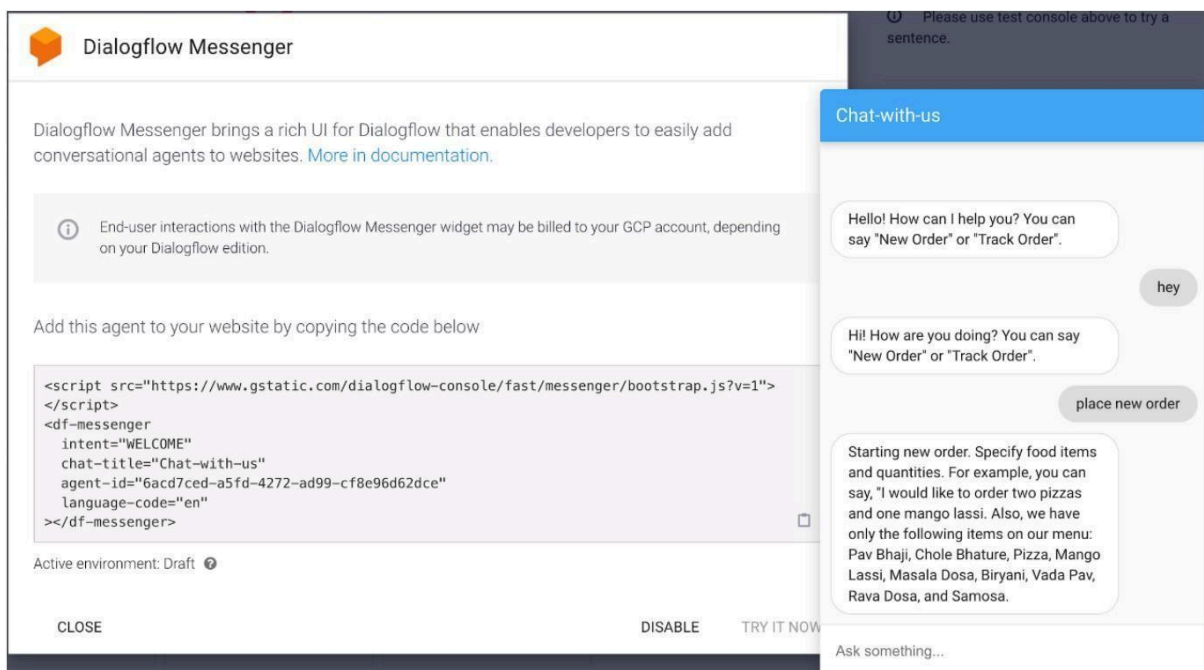 Dialogflow Messenger
Please use test console above to try a
sentence.
Dialogflow Messenger brings a rich UI for Dialogflow that enables developers to easily add
conversational agents to websites. More in documentation.
End-user interactions with the Dialogflow Messenger widget may be billed to your GCP account, depending
on your Dialogflow edition.
Add this agent to your website by copying the code below
<script src="https://www.gstatic.com/dialogflow-console/fast/messenger/bootstrap.js?v=1">
</script>
<df-messenger
  intent="WELCOME"
  chat-title="Chat-with-us"
  agent-id="6acd7ced-a5fd-4272-ad99-cf8e96d62dce"
  language-code="en"
></df-messenger>
Active environment: Draft
CLOSE
DISABLE
TRY IT NOW
Chat-with-us
Hello! How can I help you? You can
say "New Order" or "Track Order".
hey
Hi! How are you doing? You can say
"New Order" or "Track Order".
place new order
Starting new order. Specify food items
and quantities. For example, you can
say, "I would like to order two pizzas
and one mango lassi. Also, we have
only the following items on our menu:
Pav Bhaji, Chole Bhature, Pizza, Mango
Lassi, Masala Dosa, Biryani, Vada Pav,
Rava Dosa, and Samosa.
Ask something...